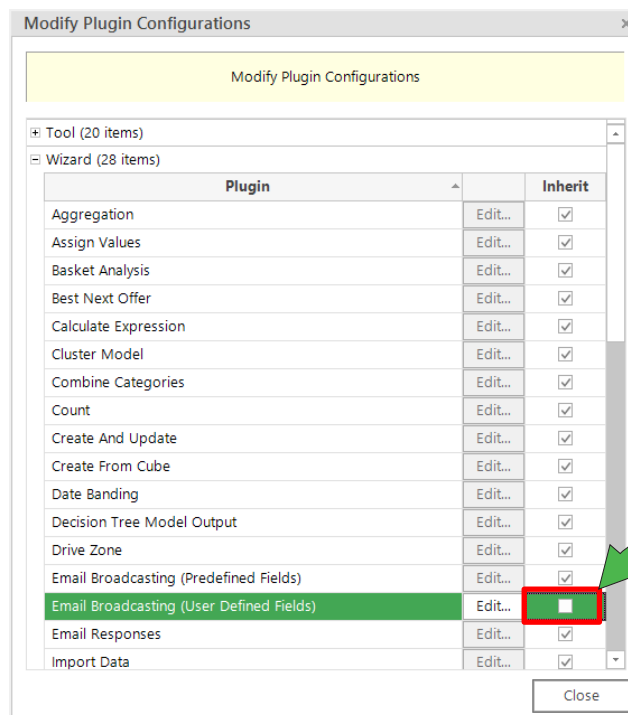 Modify Plugin Configurations
Modify Plugin Configurations
Tool (20 items)
Wizard (28 items)
Plugin Inherit
Aggregation Edit...
Assign Values Edit...
Basket Analysis Edit...
Best Next Offer Edit...
Calculate Expression Edit...
Cluster Model Edit...
Combine Categories Edit...
Count Edit...
Create And Update Edit...
Create From Cube Edit...
Date Banding Edit...
Decision Tree Model Output Edit...
Drive Zone Edit...
Email Broadcasting (Predefined Fields) Edit...
Email Broadcasting (User Defined Fields) Edit...
Email Responses Edit...
Import Data Edit...
Close